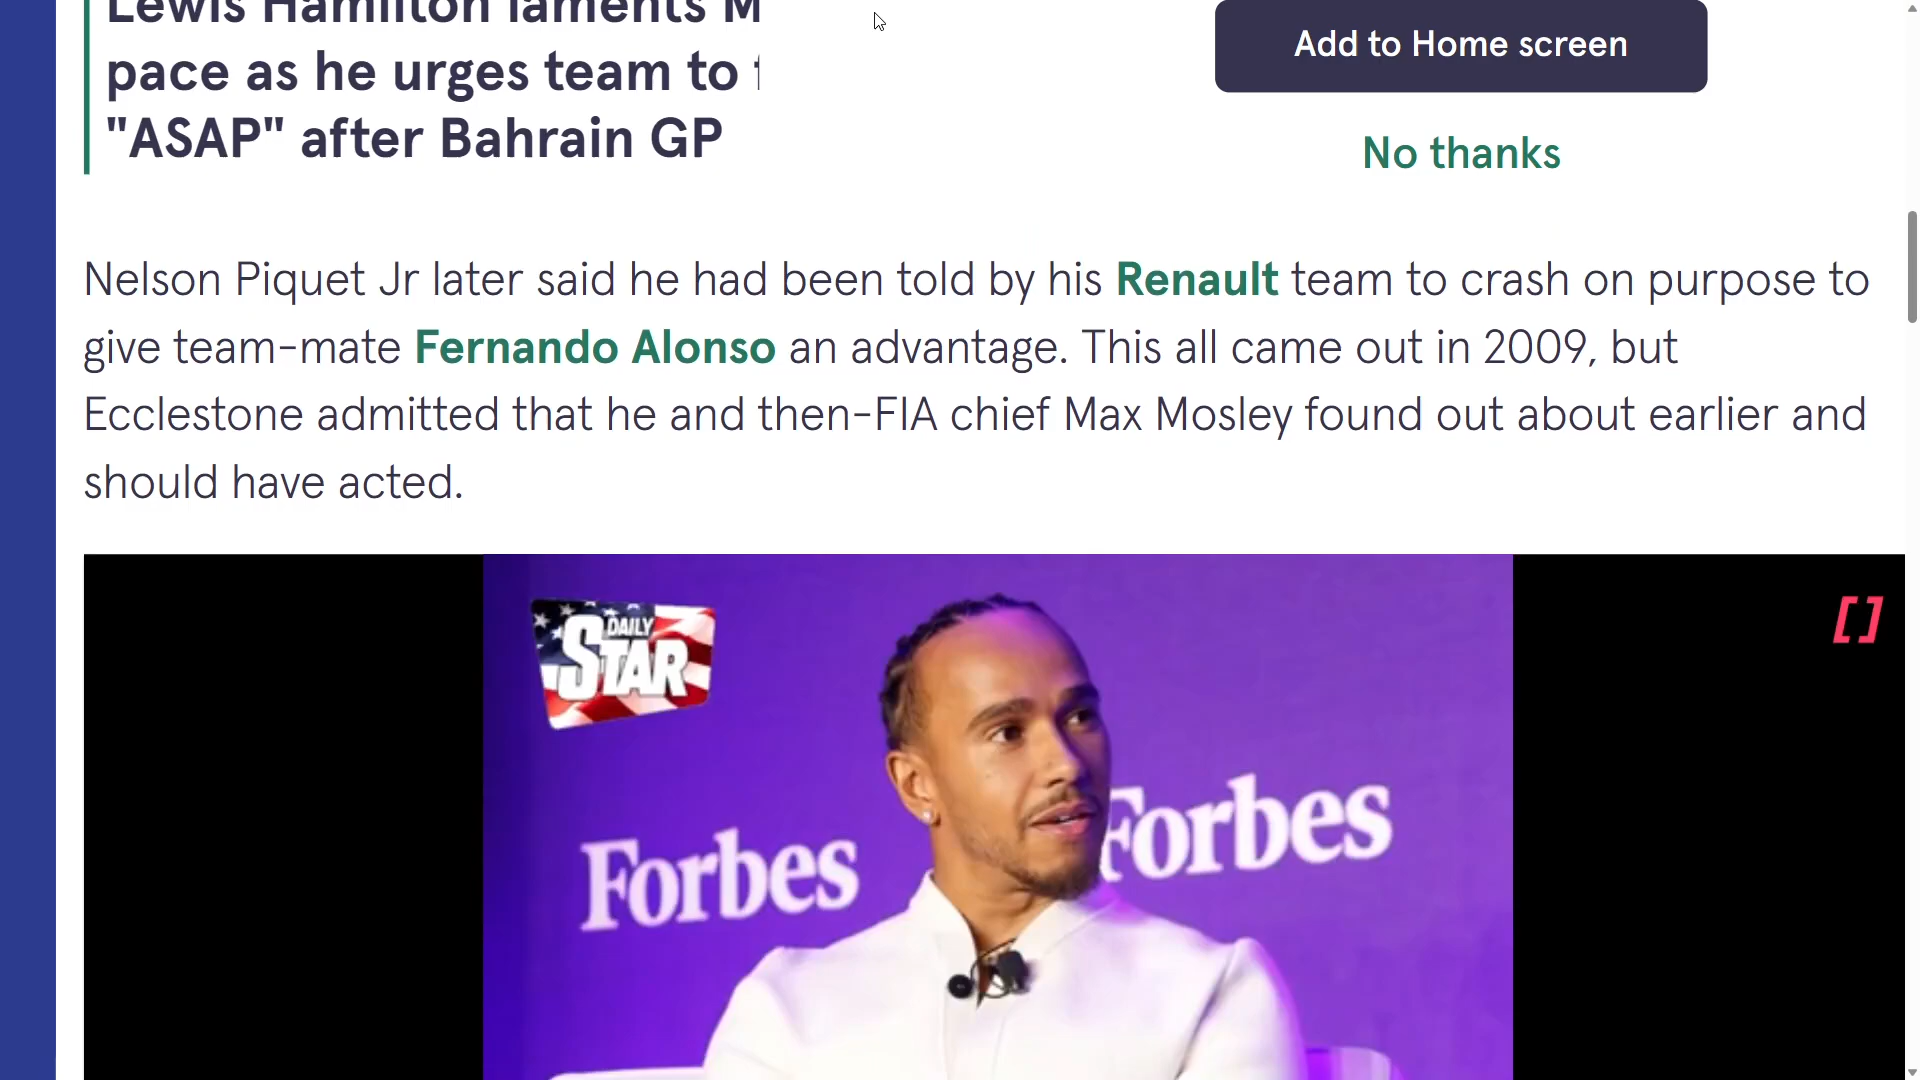 Lewis Hamilton laments M
pace as he urges team to
"ASAP" after Bahrain GP
Add to Home screen
No thanks
Nelson Piquet Jr later said he had been told by his Renault team to crash on purpose to
give team-mate Fernando Alonso an advantage. This all came out in 2009, but
Ecclestone admitted that he and then-FIA chief Max Mosley found out about earlier and
should have acted.
DAILY
STAR
[ ]
Forbes
Forbes